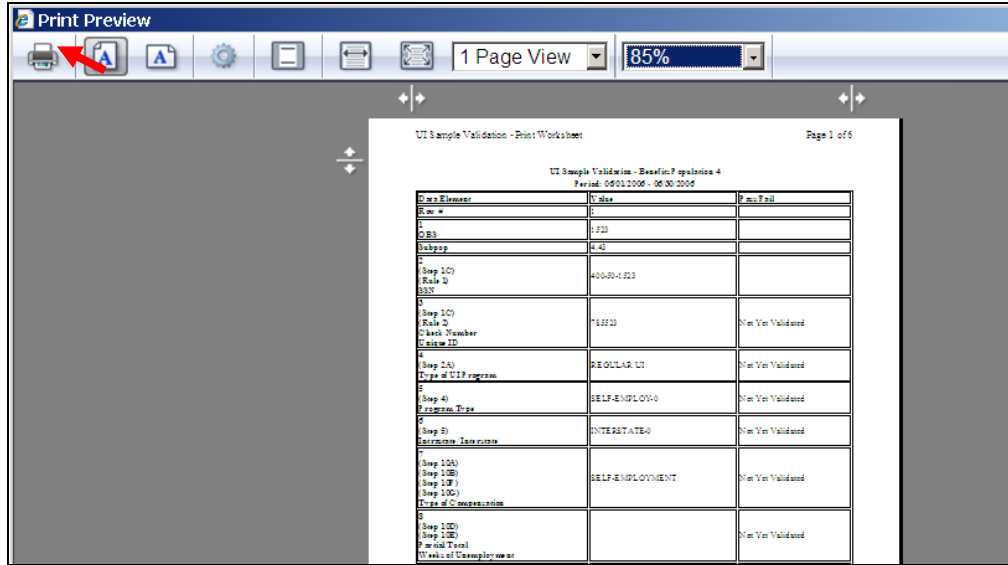 Print Preview
1 Page View 85%
UI Sample Validation - Print Worksheet Page 1 of 6
UI Sample Validation - Benefits Population 4
Period: 06/01/2006 - 06/30/2006
Data Element Value Pass/Fail
Row # 1
1
OBS 1523
Subpop 4.43
2
(Step 1C)
(Rule 1) 400-50-1523
SSN
3
(Step 1C)
(Rule 2) 785523 Not Yet Validated
Check Number
Unique ID
4
(Step 2A) REGULAR UI Not Yet Validated
Type of UI Program
5
(Step 4) SELF-EMPLOY-0 Not Yet Validated
Program Type
6
(Step 5) INTERSTATE-0 Not Yet Validated
Intrastate/Interstate
7
(Step 10A)
(Step 10B)
(Step 10F) SELF-EMPLOYMENT Not Yet Validated
(Step 10G)
Type of Compensation
8
(Step 10D)
(Step 10E) Not Yet Validated
Partial/Total
Weeks of Unemployment